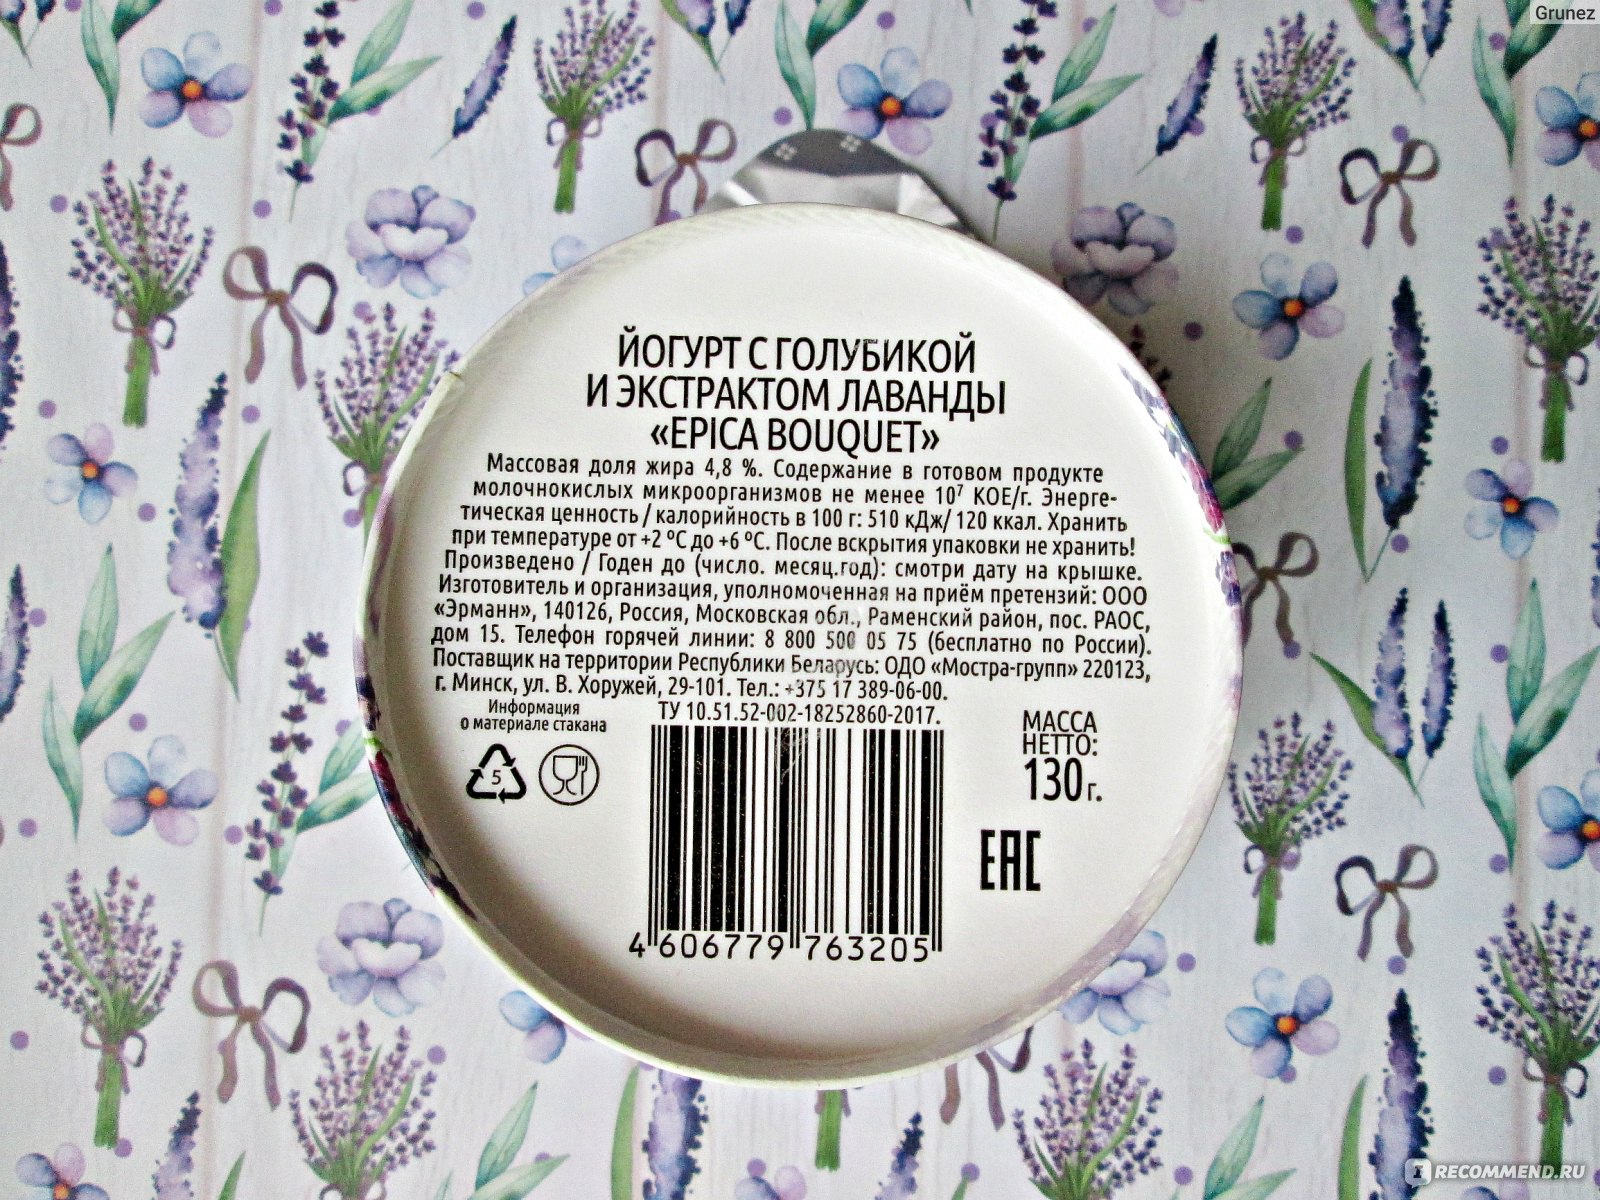 Grunez
ЙОГУРТ С ГОЛУБИКОЙ
И ЭКСТРАКТОМ ЛАВАНДЫ
«EPICA BOUQUET»
Массовая доля жира 4,8 %. Содержание в готовом продукте
молочнокислых микроорганизмов не менее 10⁷ КОЕ/г. Энерге-
тическая ценность / калорийность в 100 г: 510 кДж/ 120 ккал. Хранить
при температуре от +2 ºС до +6 ºС. После вскрытия упаковки не хранить!
Произведено / Годен до (число. месяц.год): смотри дату на крышке.
Изготовитель и организация, уполномоченная на приём претензий: ООО
«Эрманн», 140126, Россия, Московская обл., Раменский район, пос. РАОС,
дом 15. Телефон горячей линии: 8 800 500 05 75 (бесплатно по России).
Поставщик на территории Республики Беларусь: ОДО «Мостра-групп» 220123,
г. Минск, ул. В. Хоружей, 29-101. Тел.: +375 17 389-06-00.
Информация
о материале стакана
ТУ 10.51.52-002-18252860-2017.
МАССА
НЕТТО:
130 г.
5
EAC
4 606779 763205
IRECOMMEND.RU